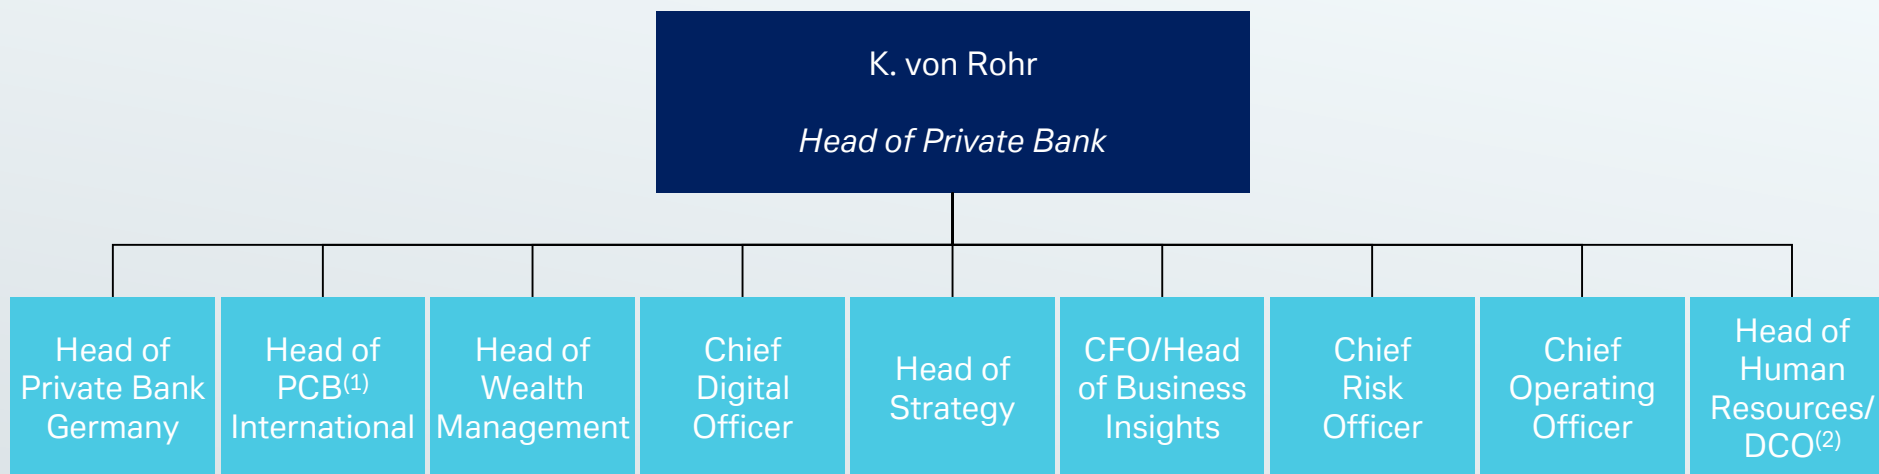 K. von Rohr
Head of Private Bank
Head of
Private Bank
Germany
Head of
PCB(1)
International
Head of
Wealth
Management
Chief
Digital
Officer
Head of
Strategy
CFO/Head
of Business
Insights
Chief
Risk
Officer
Chief
Operating
Officer
Head of
Human
Resources/
DCO(2)